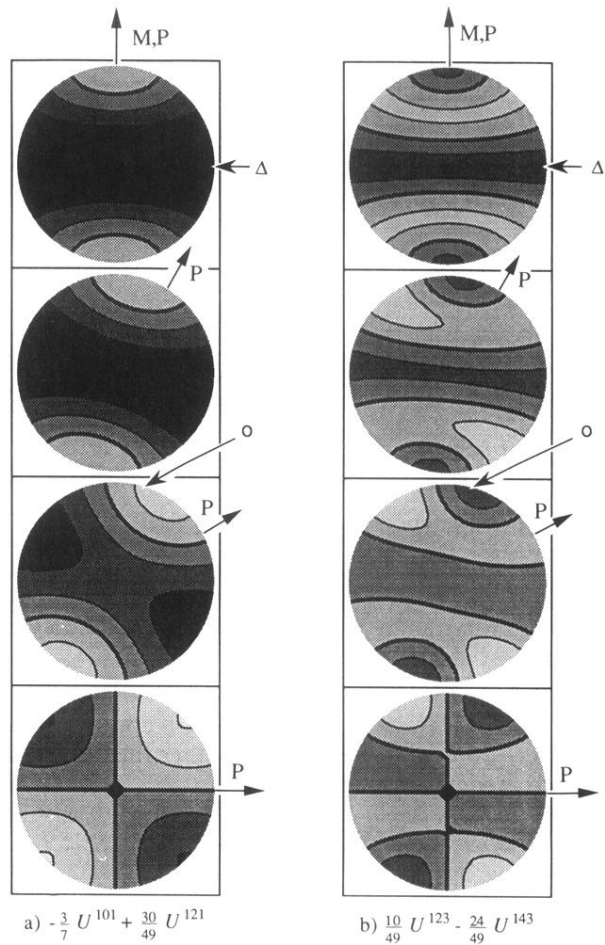 M,P M,P
Δ Δ
P P
o o
P P
P P
a) - 3/7 U^101 + 30/49 U^121 b) 10/49 U^123 - 24/49 U^143